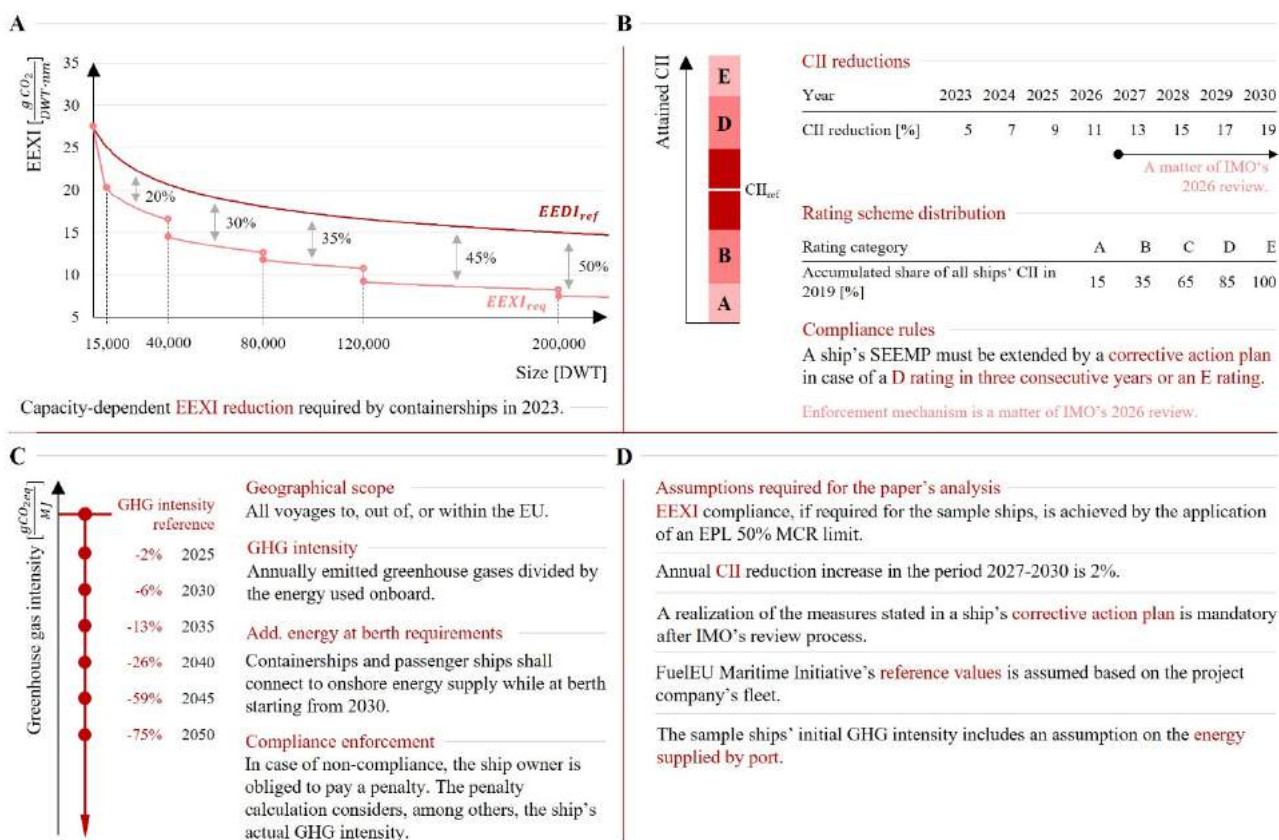 A
EEXI [g CO2 / DWT·nm]
35
30
25
20
15
10
5
20%
30%
35%
45%
50%
EEDIref
EEXIreq
15,000
40,000
80,000
120,000
200,000
Size [DWT]
Capacity-dependent EEXI reduction required by containerships in 2023.
B
Attained CII
E
D
CIIref
B
A
CII reductions
Year 2023 2024 2025 2026 2027 2028 2029 2030
CII reduction [%] 5 7 9 11 13 15 17 19
A matter of IMO's
2026 review.
Rating scheme distribution
Rating category A B C D E
Accumulated share of all ships' CII in
2019 [%] 15 35 65 85 100
Compliance rules
A ship's SEEMP must be extended by a corrective action plan
in case of a D rating in three consecutive years or an E rating.
Enforcement mechanism is a matter of IMO's 2026 review.
C
Greenhouse gas intensity [gCO2eq / MJ]
GHG intensity
reference
-2% 2025
-6% 2030
-13% 2035
-26% 2040
-59% 2045
-75% 2050
Geographical scope
All voyages to, out of, or within the EU.
GHG intensity
Annually emitted greenhouse gases divided by
the energy used onboard.
Add. energy at berth requirements
Containerships and passenger ships shall
connect to onshore energy supply while at berth
starting from 2030.
Compliance enforcement
In case of non-compliance, the ship owner is
obliged to pay a penalty. The penalty
calculation considers, among others, the ship's
actual GHG intensity.
D
Assumptions required for the paper's analysis
EEXI compliance, if required for the sample ships, is achieved by the application
of an EPL 50% MCR limit.
Annual CII reduction increase in the period 2027-2030 is 2%.
A realization of the measures stated in a ship's corrective action plan is mandatory
after IMO's review process.
FuelEU Maritime Initiative's reference values is assumed based on the project
company's fleet.
The sample ships' initial GHG intensity includes an assumption on the energy
supplied by port.